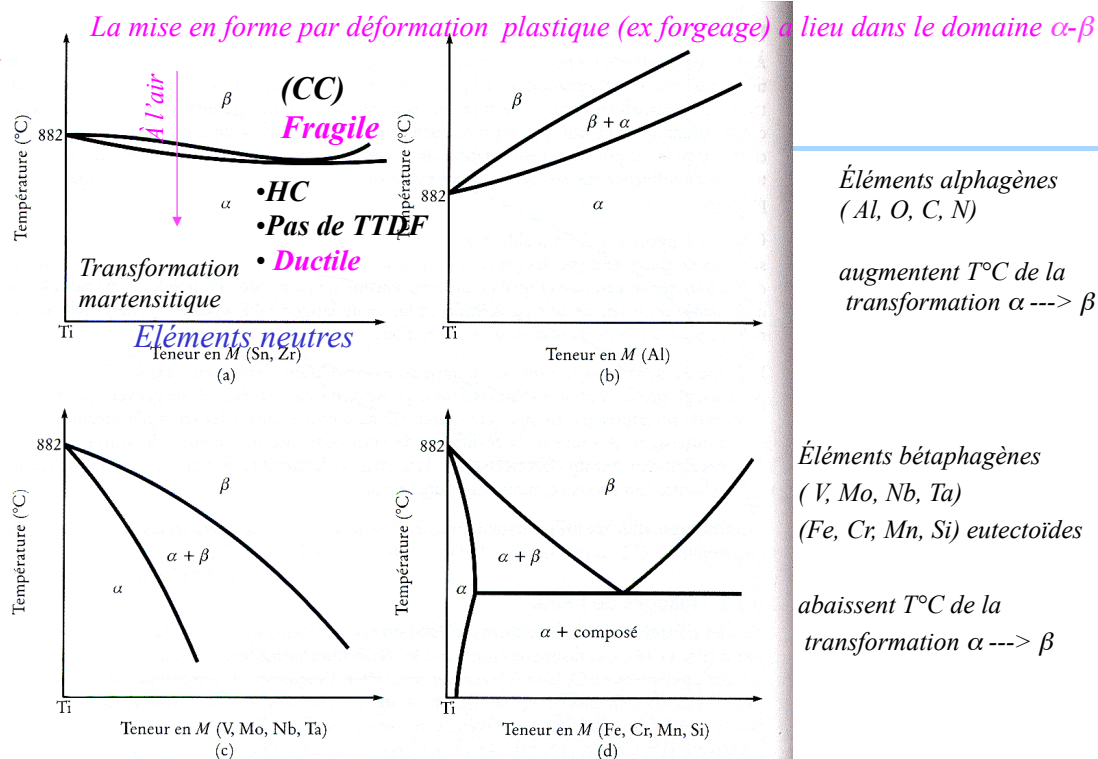 La mise en forme par déformation plastique (ex forgeage) a lieu dans le domaine α-β
Température (°C)
882
À l'air
β
(CC)
Fragile
α
•HC
•Pas de TTDF
• Ductile
Transformation
martensitique
Ti
Eléments neutres
Teneur en M (Sn, Zr)
(a)
Température (°C)
882
β
β + α
α
Ti
Teneur en M (Al)
(b)
Éléments alphagènes
( Al, O, C, N)
augmentent T°C de la
transformation α ---> β
Température (°C)
882
β
α + β
α
Ti
Teneur en M (V, Mo, Nb, Ta)
(c)
Température (°C)
882
β
α + β
α
α + composé
Ti
Teneur en M (Fe, Cr, Mn, Si)
(d)
Éléments bétaphagènes
( V, Mo, Nb, Ta)
(Fe, Cr, Mn, Si) eutectoïdes
abaissent T°C de la
transformation α ---> β